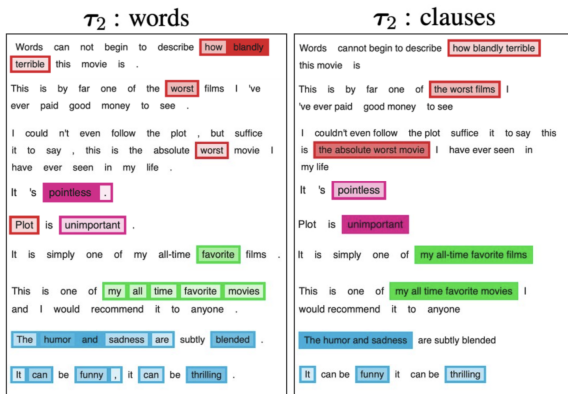 τ₂ : words
Words can not begin to describe how blandly
terrible this movie is .
This is by far one of the worst films I 've
ever paid good money to see .
I could n't even follow the plot , but suffice
it to say , this is the absolute worst movie I
have ever seen in my life .
It 's pointless .
Plot is unimportant .
It is simply one of my all-time favorite films .
This is one of my all time favorite movies
and I would recommend it to anyone .
The humor and sadness are subtly blended .
It can be funny , it can be thrilling .
τ₂ : clauses
Words cannot begin to describe how blandly terrible
this movie is
This is by far one of the worst films I
've ever paid good money to see
I couldn't even follow the plot suffice it to say this
is the absolute worst movie I have ever seen in
my life
It 's pointless
Plot is unimportant
It is simply one of my all-time favorite films
This is one of my all time favorite movies I
would recommend it to anyone
The humor and sadness are subtly blended
It can be funny it can be thrilling